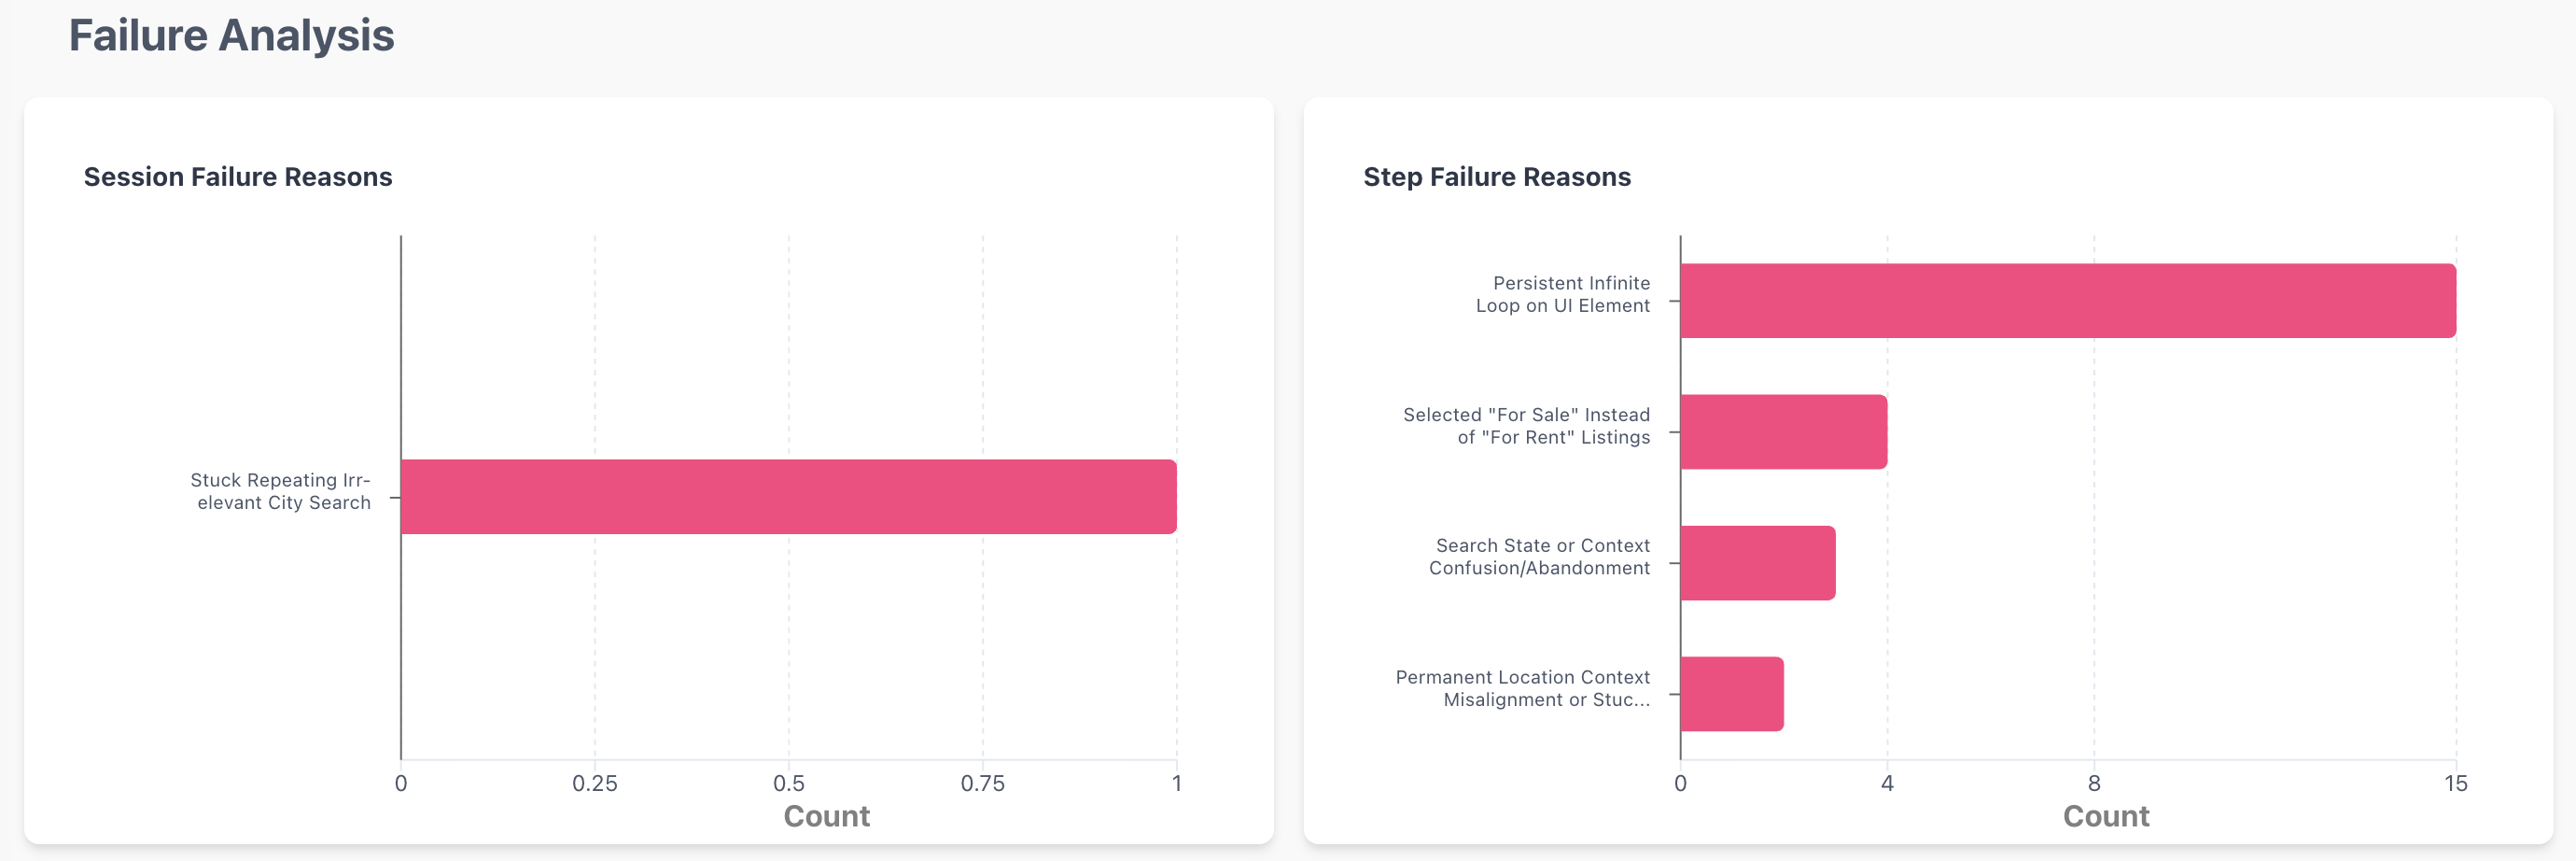 Failure Analysis
Session Failure Reasons
Stuck Repeating Irr-
elevant City Search
0 0.25 0.5 0.75 1
Count
Step Failure Reasons
Persistent Infinite
Loop on UI Element
Selected "For Sale" Instead
of "For Rent" Listings
Search State or Context
Confusion/Abandonment
Permanent Location Context
Misalignment or Stuc...
0 4 8 15
Count